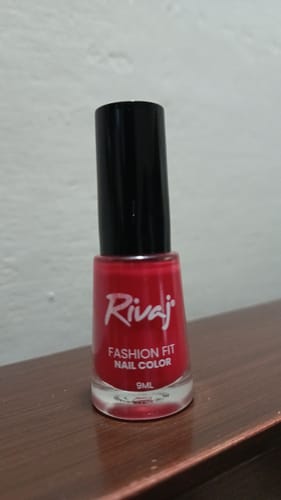 Rivaj
FASHION FIT
NAIL COLOR
9ML